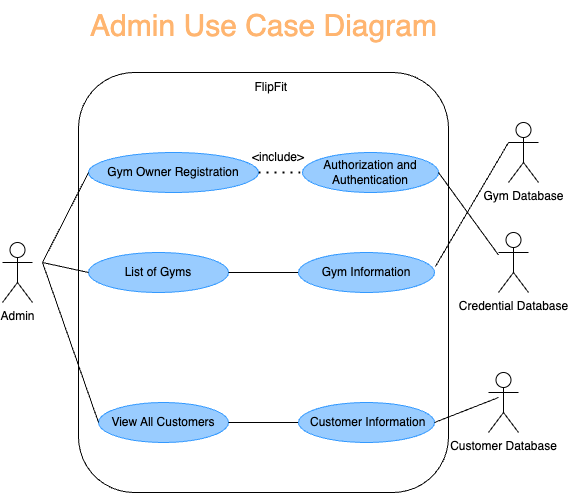 Admin Use Case Diagram
FlipFit
Gym Owner Registration
<include>
Authorization and
Authentication
Gym Database
List of Gyms
Gym Information
Admin
Credential Database
View All Customers
Customer Information
Customer Database